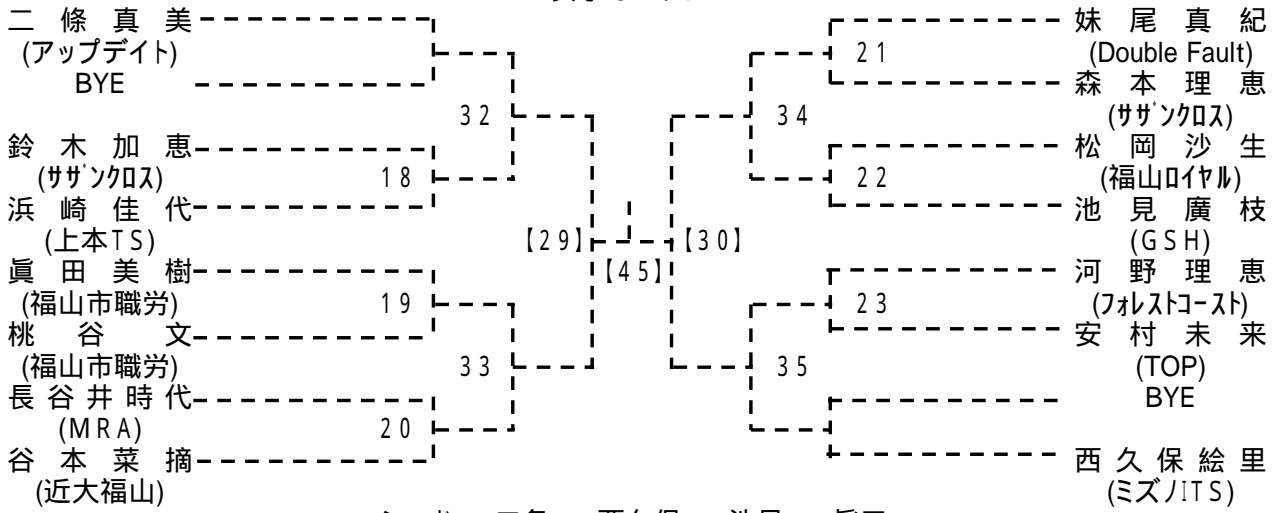 二條真美
(アップデイト)
BYE
32
鈴木加恵
(サザンクロス)
18
浜崎佳代
(上本TS)
眞田美樹
(福山市職労)
19
桃谷文
(福山市職労)
33
長谷井時代
(MRA)
20
谷本菜摘
(近大福山)
【29】
【45】
【30】
妹尾真紀
21
(Double Fault)
森本理恵
34
(サザンクロス)
松岡沙生
22
(福山ロイヤル)
池見廣枝
(GSH)
河野理恵
23
(フォレストコースト)
安村未来
35
(TOP)
BYE
西久保絵里
(ミズノITS)